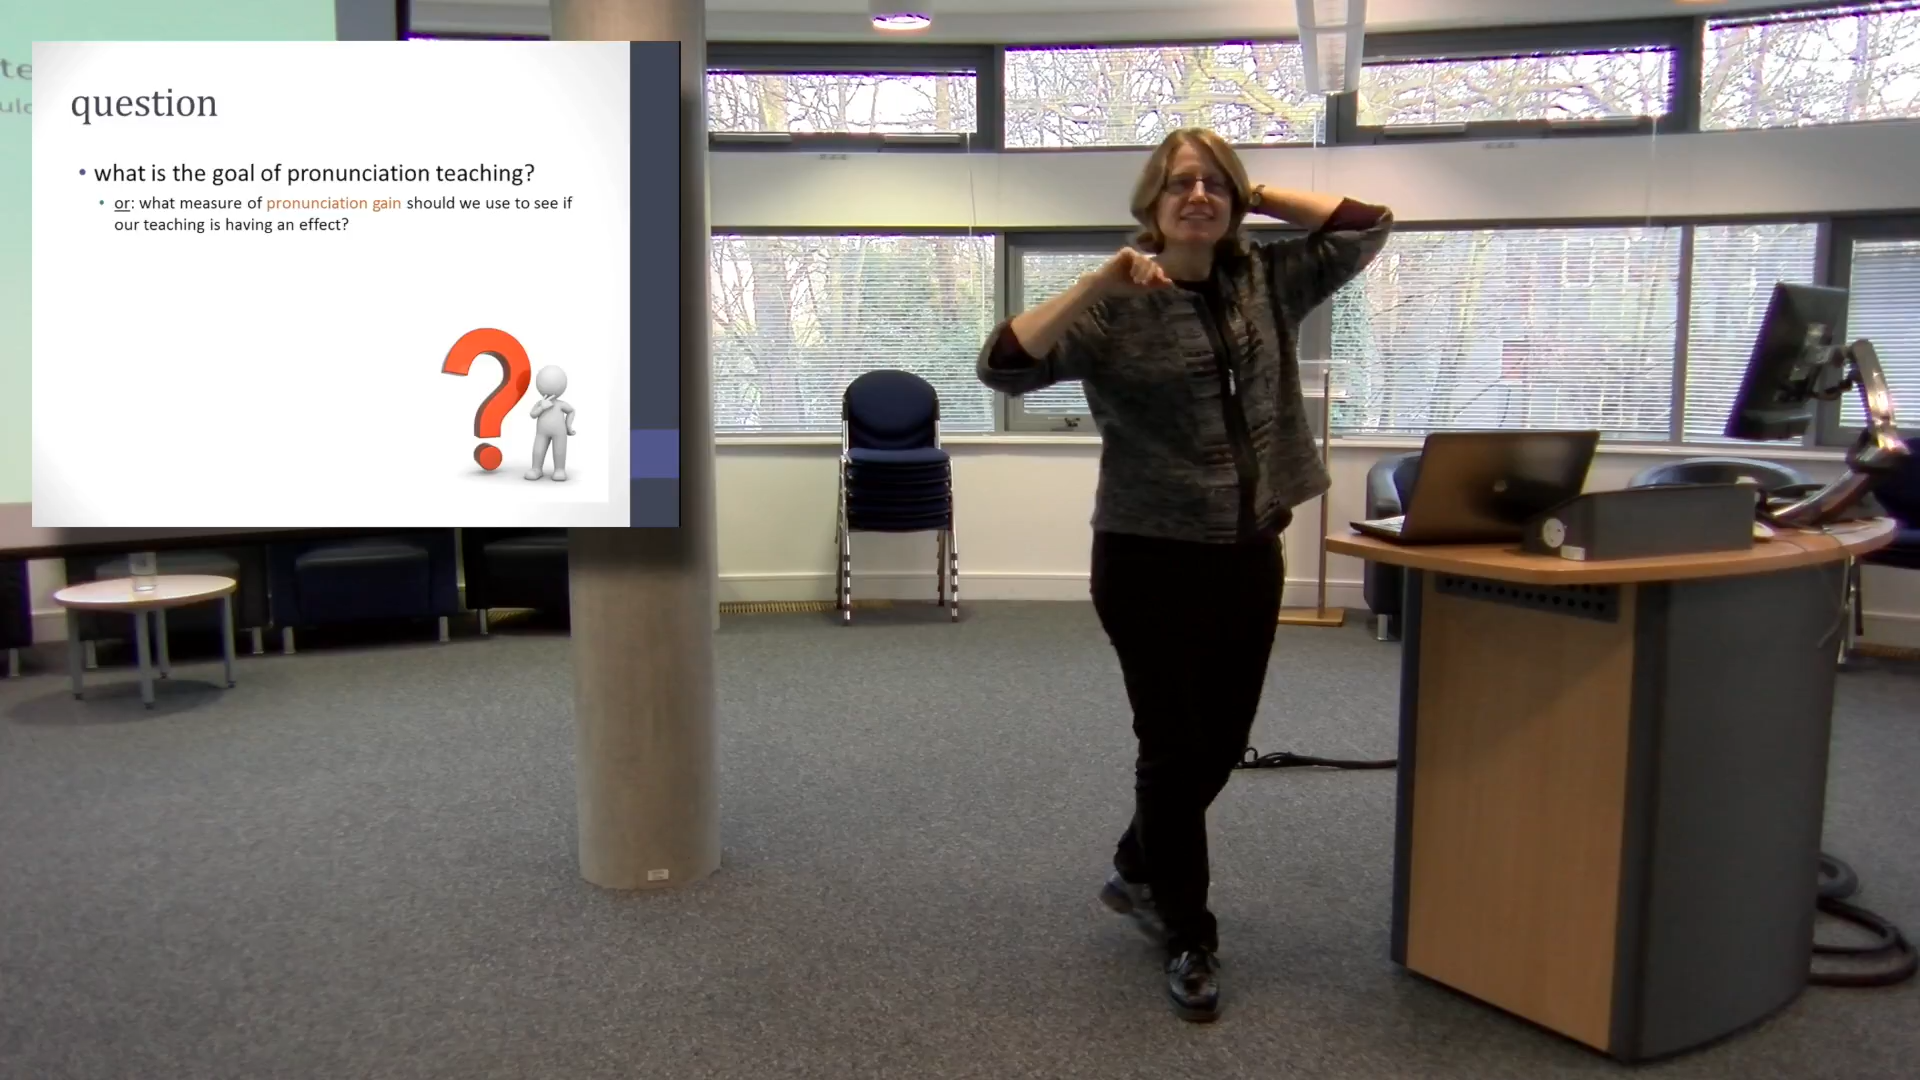 question
• what is the goal of pronunciation teaching?
• or: what measure of pronunciation gain should we use to see if
our teaching is having an effect?